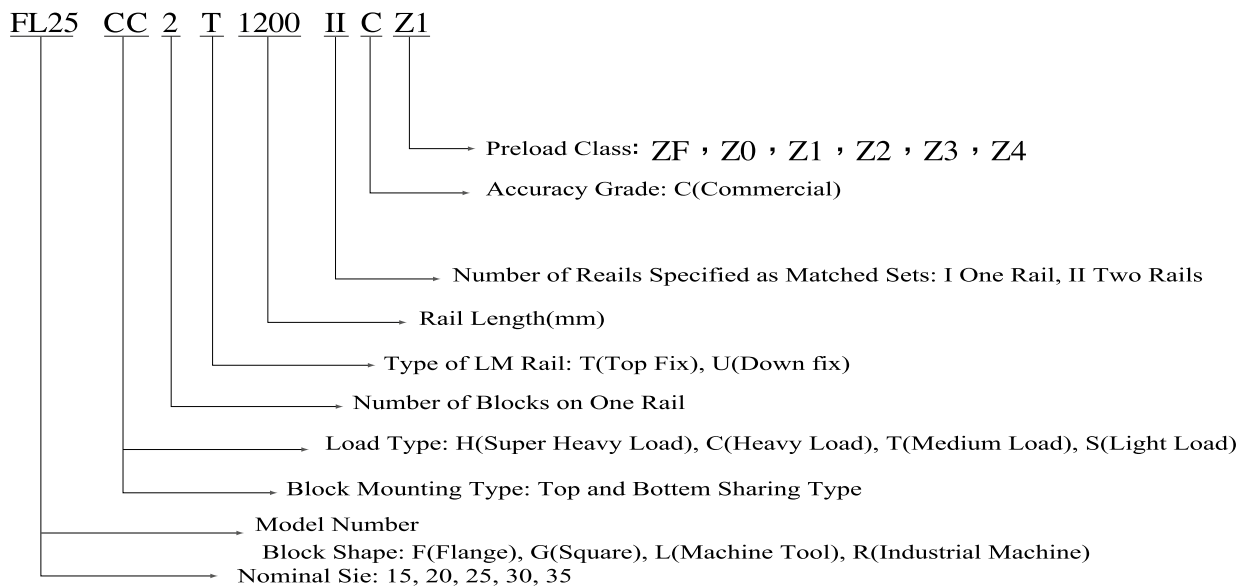 FL25 CC 2 T 1200 II C Z1
Preload Class: ZF , Z0 , Z1 , Z2 , Z3 , Z4
Accuracy Grade: C(Commercial)
Number of Reails Specified as Matched Sets: I One Rail, II Two Rails
Rail Length(mm)
Type of LM Rail: T(Top Fix), U(Down fix)
Number of Blocks on One Rail
Load Type: H(Super Heavy Load), C(Heavy Load), T(Medium Load), S(Light Load)
Block Mounting Type: Top and Bottem Sharing Type
Model Number
Block Shape: F(Flange), G(Square), L(Machine Tool), R(Industrial Machine)
Nominal Sie: 15, 20, 25, 30, 35